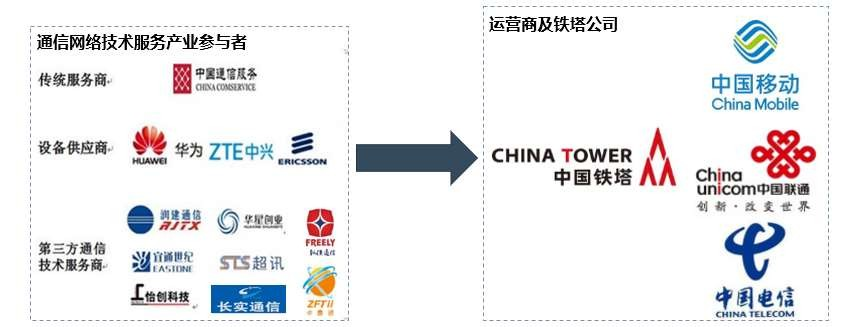 通信网络技术服务产业参与者
传统服务商
中国通信服务
CHINA COMSERVICE
设备供应商
HUAWEI
华为
ZTE中兴
ERICSSON
第三方通信
技术服务商
润建通信
RJTX
华星创业
FREELY
宜通世纪
EASTONE
STS超讯
怡创科技
长实通信
ZFTII
中富通
运营商及铁塔公司
中国移动
China Mobile
CHINA TOWER
中国铁塔
China
unicom中国联通
创新·改变世界
中国电信
CHINA TELECOM